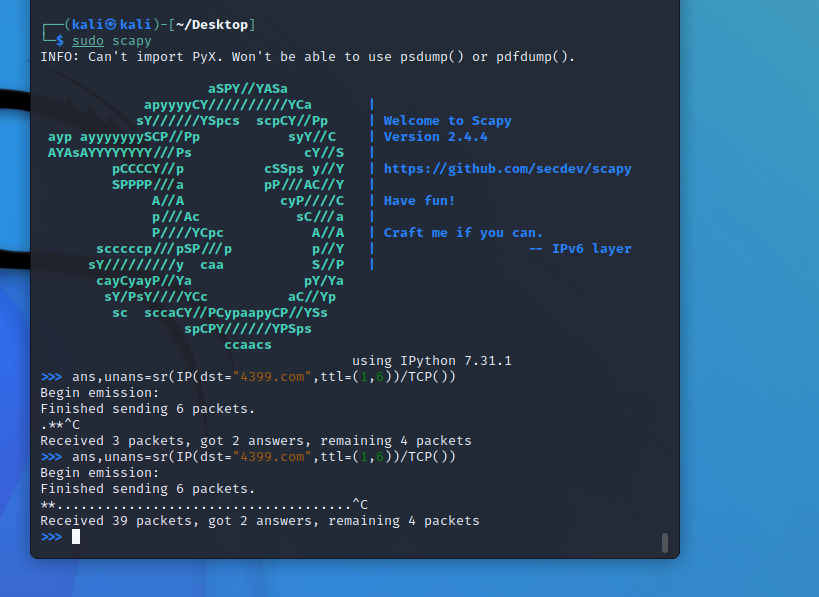 ┌──(kali㉿kali)-[~/Desktop]
└─$ sudo scapy
INFO: Can't import PyX. Won't be able to use psdump() or pdfdump().

                     aSPY//YASa
             apyyyyCY//////////YCa       |
            sY//////YSpcs  scpCY//Pp     | Welcome to Scapy
 ayp ayyyyyyySCP//Pp           syY//C    | Version 2.4.4
 AYAsAYYYYYYYY///Ps              cY//S   |
         pCCCCY//p          cSSps y//Y   | https://github.com/secdev/scapy
         SPPPP///a          pP///AC//Y   |
              A//A            cyP////C   | Have fun!
              p///Ac            sC///a   |
              P////YCpc           A//A   | Craft me if you can.
       scccccp///pSP///p          p//Y   |                   -- IPv6 layer
      sY/////////y  caa           S//P   |
       cayCyayP//Ya              pY/Ya
        sY/PsY////YCc          aC//Yp
         sc  sccaCY//PCypaapyCP//YSs
                  spCPY//////YPSps
                       ccaacs
                                       using IPython 7.31.1
>>> ans,unans=sr(IP(dst="4399.com",ttl=(1,6))/TCP())
Begin emission:
Finished sending 6 packets.
.**^C
Received 3 packets, got 2 answers, remaining 4 packets
>>> ans,unans=sr(IP(dst="4399.com",ttl=(1,6))/TCP())
Begin emission:
Finished sending 6 packets.
**.....................................^C
Received 39 packets, got 2 answers, remaining 4 packets
>>>